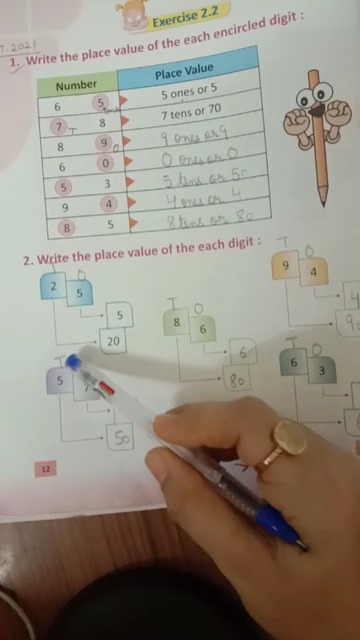 T. 2021
Exercise 2.2
1. Write the place value of the each encircled digit :
Number Place Value
6 5 ones 5 ones or 5
7 T 8 7 tens or 70
8 9 O 9 ones or 9
6 0 0 ones or 0
5 3 5 tens or 50
9 4 4 ones or 4
8 5 8 tens or 80
2. Write the place value of the each digit :
T O
2 5
5
20
T O
8 6
6
80
T O
9 4
4
T
5
50
T O
6 3
12